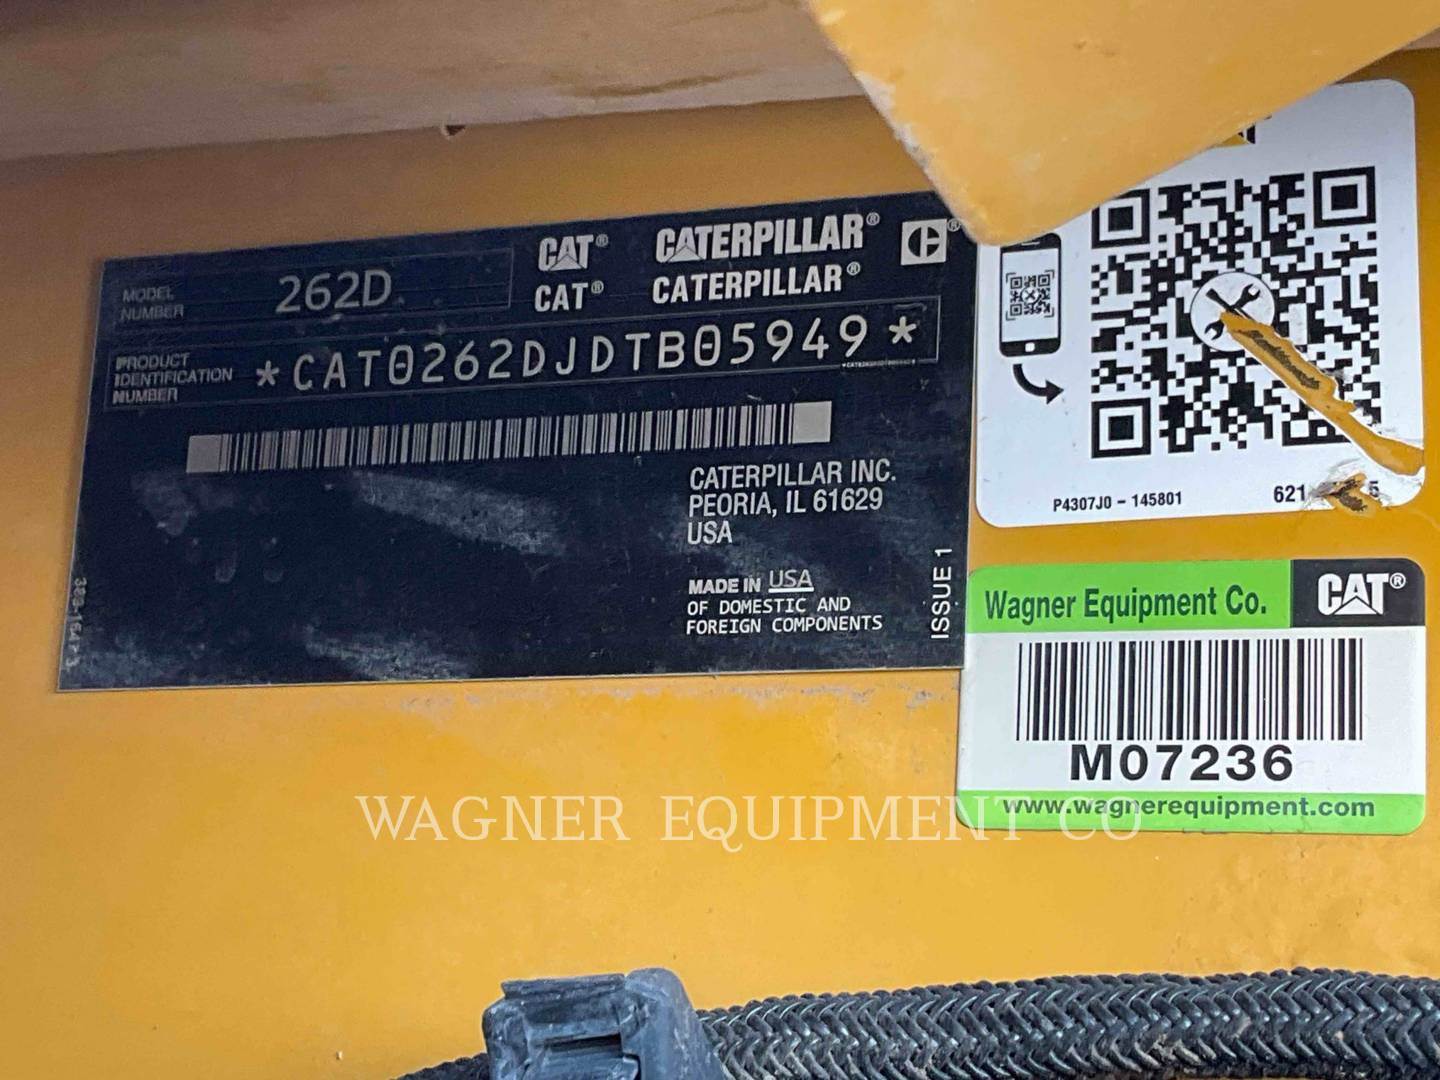 MODEL
NUMBER
262D
CAT® CATERPILLAR®
CAT® CATERPILLAR®
PRODUCT
IDENTIFICATION
NUMBER
*CAT0262DJDTB05949*
CATERPILLAR INC.
PEORIA, IL 61629
USA
MADE IN USA
OF DOMESTIC AND
FOREIGN COMPONENTS
ISSUE 1
P4307J0 - 145801
Wagner Equipment Co.
CAT®
M07236
www.wagnerequipment.com
WAGNER EQUIPMENT CO